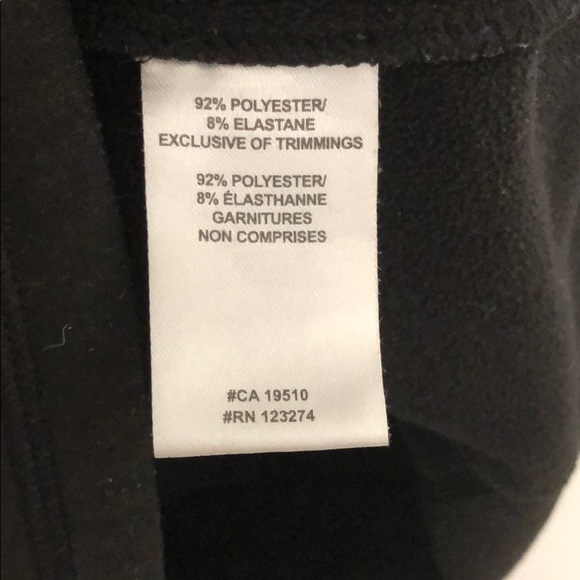 92% POLYESTER/
8% ELASTANE
EXCLUSIVE OF TRIMMINGS
92% POLYESTER/
8% ÉLASTHANNE
GARNITURES
NON COMPRISES
#CA 19510
#RN 123274